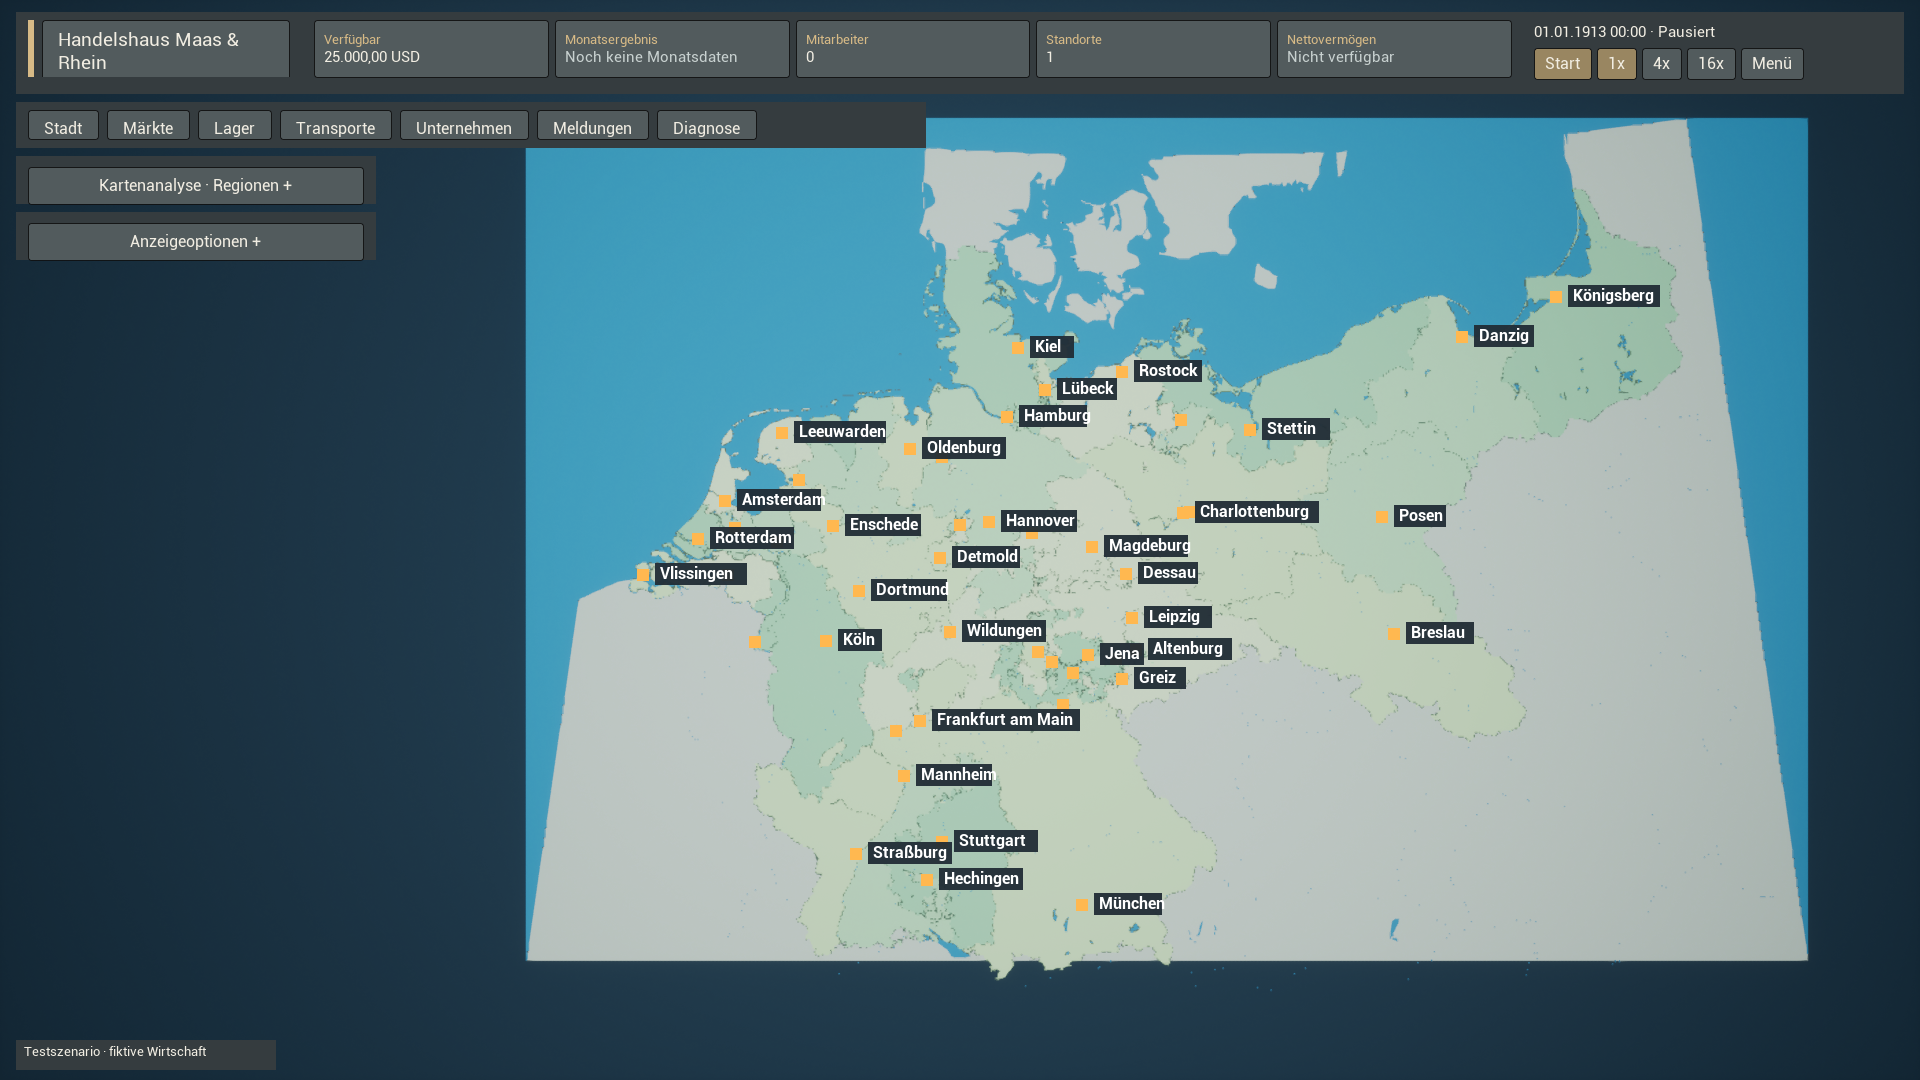 Handelshaus Maas &
Rhein
Verfügbar
25.000,00 USD
Monatsergebnis
Noch keine Monatsdaten
Mitarbeiter
0
Standorte
1
Nettovermögen
Nicht verfügbar
01.01.1913 00:00 · Pausiert
Start 1x 4x 16x Menü
Stadt Märkte Lager Transporte Unternehmen Meldungen Diagnose
Kartenanalyse · Regionen +
Anzeigeoptionen +
Königsberg
Danzig
Kiel
Rostock
Lübeck
Hamburg
Stettin
Leeuwarden
Oldenburg
Amsterdam
Charlottenburg
Posen
Hannover
Enschede
Rotterdam
Magdeburg
Detmold
Vlissingen
Dessau
Dortmund
Leipzig
Wildungen
Breslau
Köln
Altenburg
Jena
Greiz
Frankfurt am Main
Mannheim
Stuttgart
Straßburg
Hechingen
München
Testszenario · fiktive Wirtschaft